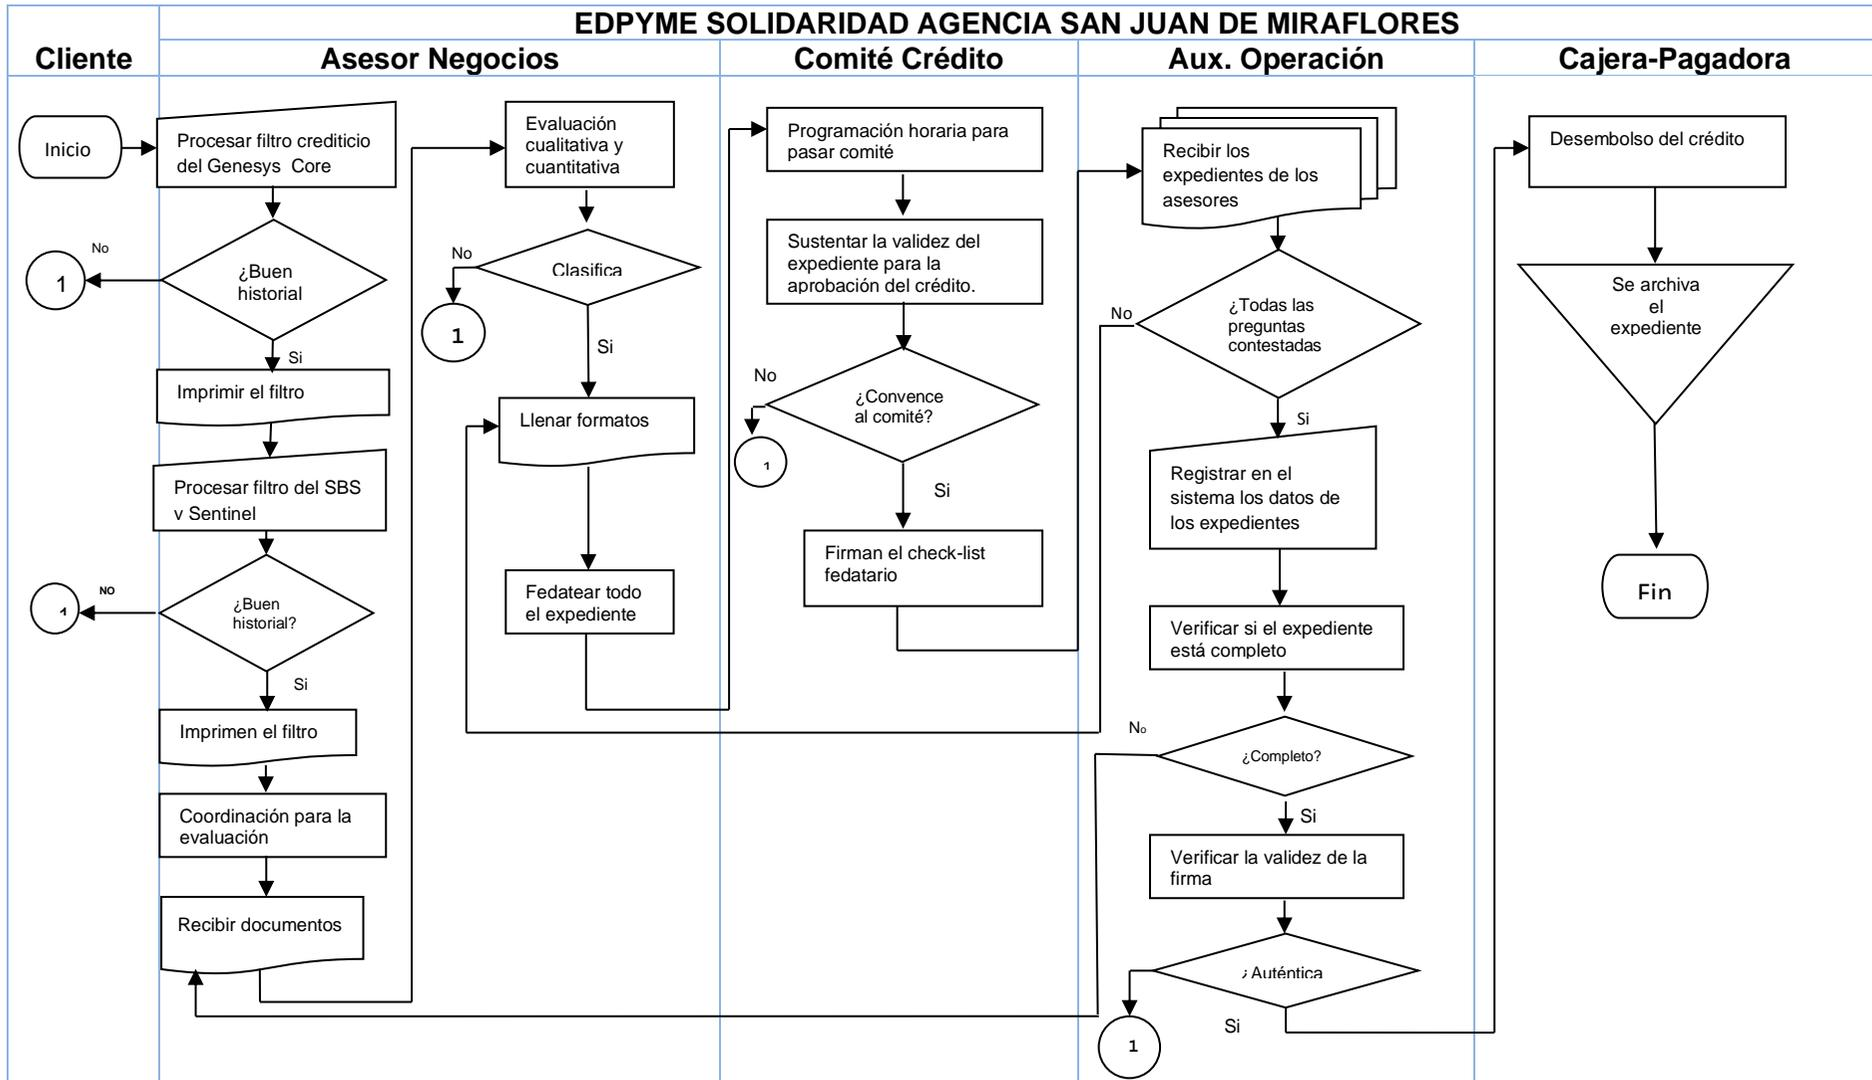 EDPYME SOLIDARIDAD AGENCIA SAN JUAN DE MIRAFLORES
Cliente
Asesor Negocios
Comité Crédito
Aux. Operación
Cajera-Pagadora
Inicio
Procesar filtro crediticio
del Genesys Core
¿Buen
historial
No
1
Si
Imprimir el filtro
Procesar filtro del SBS
y Sentinel
¿Buen
historial?
NO
1
Si
Imprimen el filtro
Coordinación para la
evaluación
Recibir documentos
Evaluación
cualitativa y
cuantitativa
Clasifica
No
1
Si
Llenar formatos
Fedatear todo
el expediente
Programación horaria para
pasar comité
Sustentar la validez del
expediente para la
aprobación del crédito.
¿Convence
al comité?
No
1
Si
Firman el check-list
fedatario
Recibir los
expedientes de los
asesores
¿Todas las
preguntas
contestadas
No
Si
Registrar en el
sistema los datos de
los expedientes
Verificar si el expediente
está completo
¿Completo?
No
Si
Verificar la validez de la
firma
¿Auténtica
1
Si
Desembolso del crédito
Se archiva
el
expediente
Fin